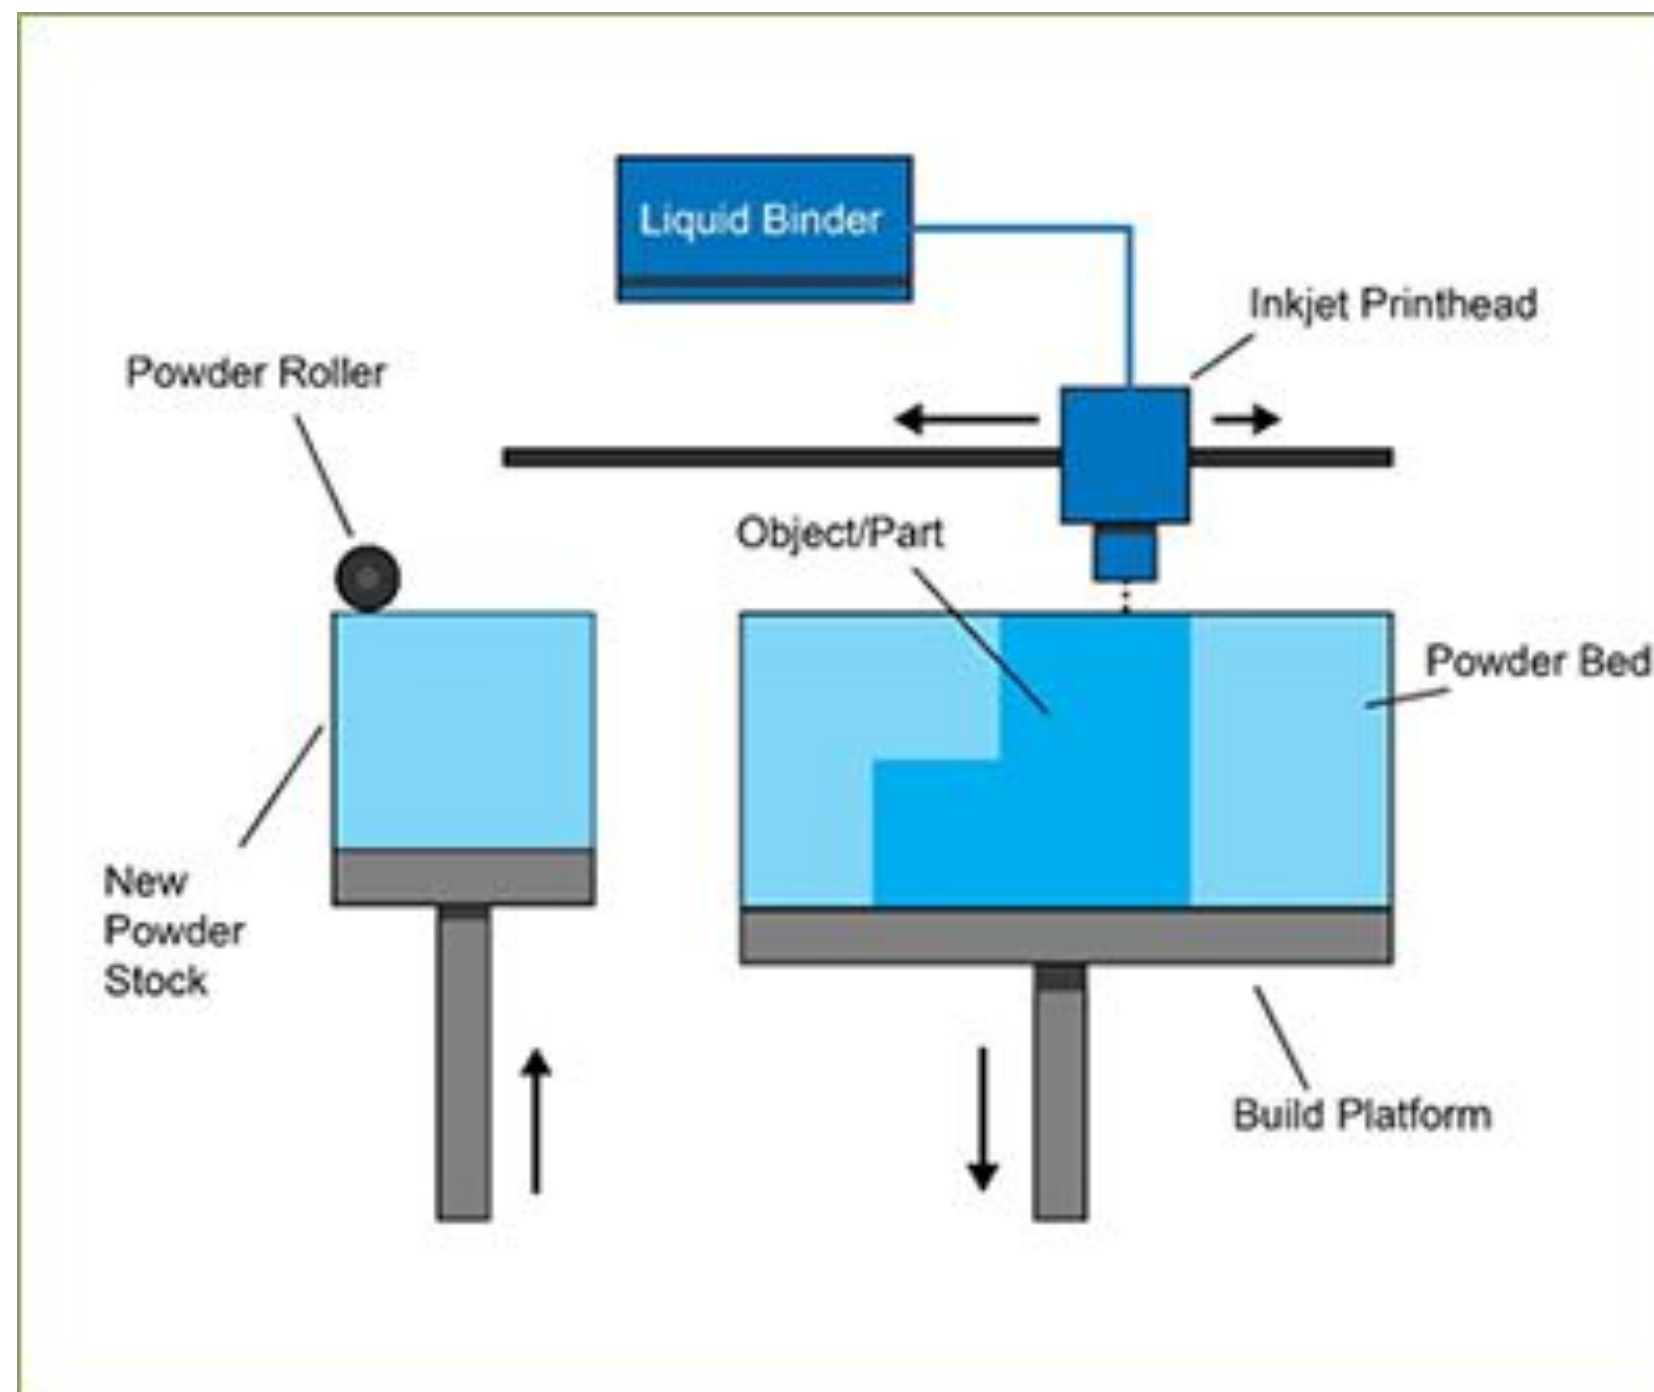 Liquid Binder
Inkjet Printhead
Powder Roller
Object/Part
Powder Bed
New
Powder
Stock
Build Platform